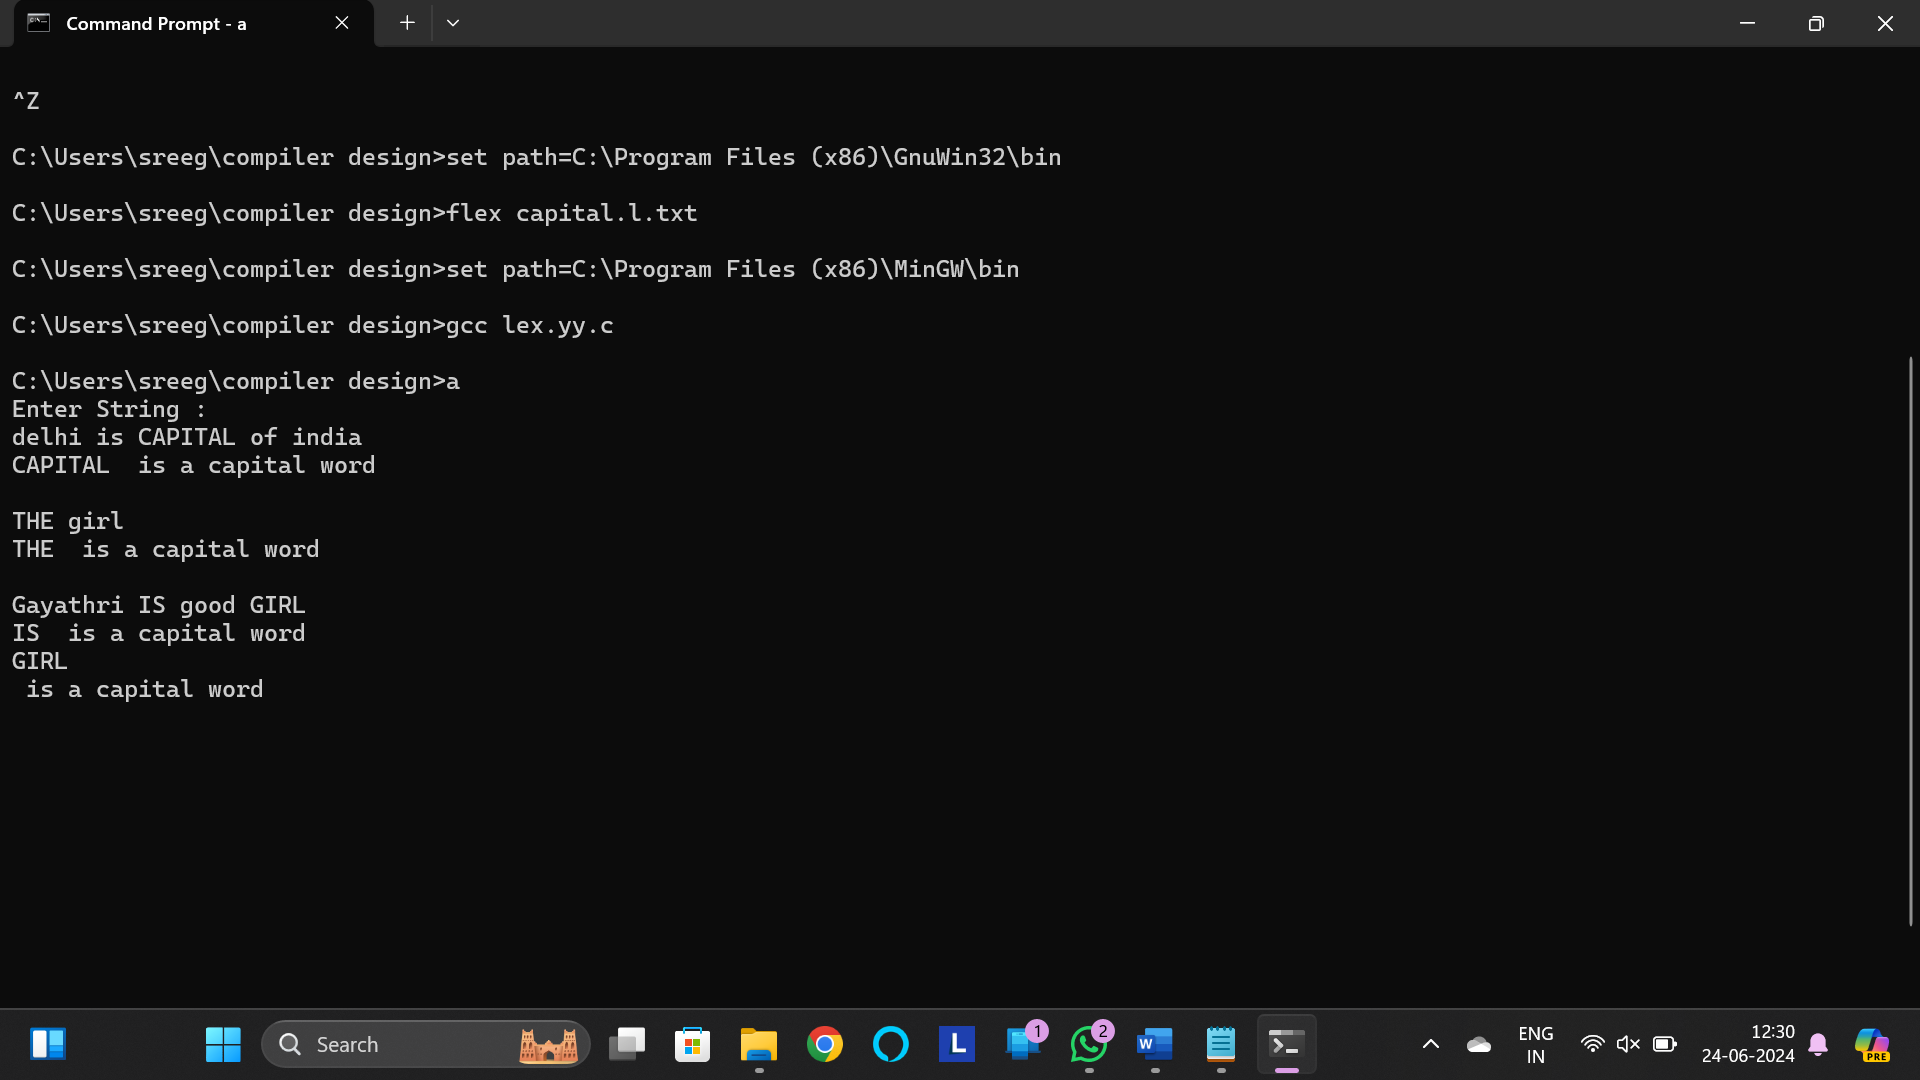 Command Prompt - a
^Z
C:\Users\sreeg\compiler design>set path=C:\Program Files (x86)\GnuWin32\bin
C:\Users\sreeg\compiler design>flex capital.l.txt
C:\Users\sreeg\compiler design>set path=C:\Program Files (x86)\MinGW\bin
C:\Users\sreeg\compiler design>gcc lex.yy.c
C:\Users\sreeg\compiler design>a
Enter String :
delhi is CAPITAL of india
CAPITAL  is a capital word
THE girl
THE  is a capital word
Gayathri IS good GIRL
IS  is a capital word
GIRL
 is a capital word
Search
L
1
2
W
ENG
IN
12:30
24-06-2024
PRE